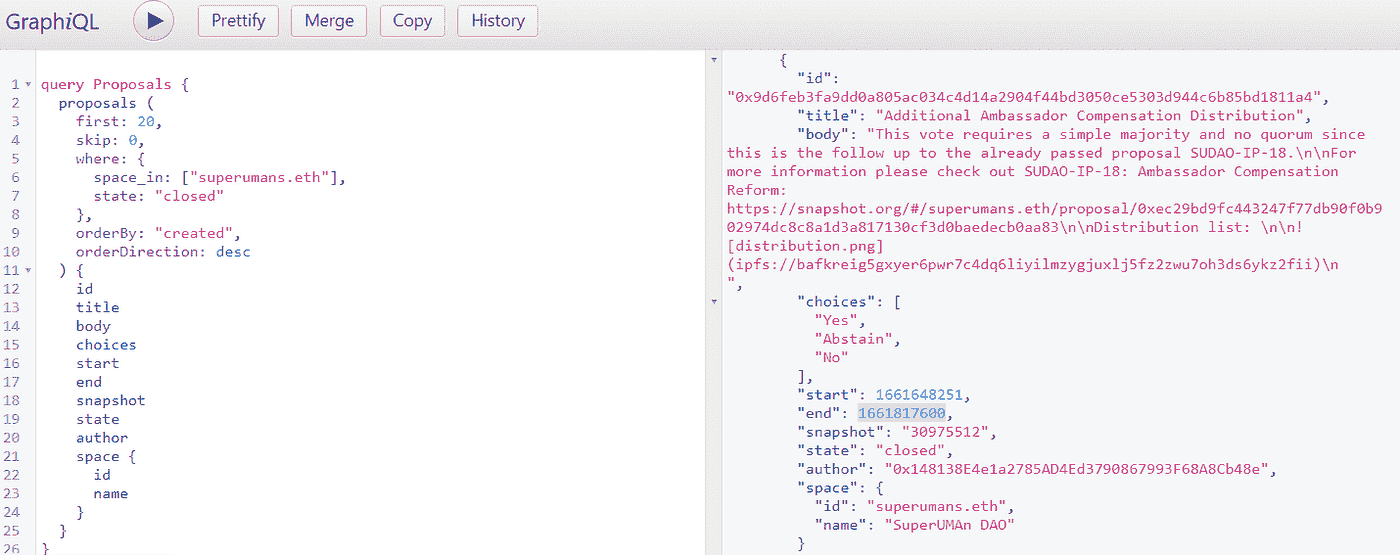 GraphiQL
Prettify
Merge
Copy
History
1 query Proposals {
2 proposals (
3 first: 20,
4 skip: 0,
5 where: {
6 space_in: ["superumans.eth"],
7 state: "closed"
8 },
9 orderBy: "created",
10 orderDirection: desc
11 ) {
12 id
13 title
14 body
15 choices
16 start
17 end
18 snapshot
19 state
20 author
21 space {
22 id
23 name
24 }
25 }
26 }
{
"id":
"0x9d6feb3fa9dd0a805ac034c4d14a2904f44bd3050ce5303d944c6b85bd1811a4",
"title": "Additional Ambassador Compensation Distribution",
"body": "This vote requires a simple majority and no quorum since
this is the follow up to the already passed proposal SUDAO-IP-18.\n\nFor
more information please check out SUDAO-IP-18: Ambassador Compensation
Reform:
https://snapshot.org/#/superumans.eth/proposal/0xec29bd9fc443247f77db90f0b9
02974dc8c8a1d3a817130cf3d0baedecb0aa83\n\nDistribution list: \n\n!
[distribution.png]
(ipfs://bafkreig5gxyer6pwr7c4dq6liyilmzygjuxlj5fz2zwu7oh3ds6ykz2fii)\n
",
"choices": [
"Yes",
"Abstain",
"No"
],
"start": 1661648251,
"end": 1661817600,
"snapshot": "30975512",
"state": "closed",
"author": "0x148138E4e1a2785AD4Ed3790867993F68A8Cb48e",
"space": {
"id": "superumans.eth",
"name": "SuperUMAn DAO"
}